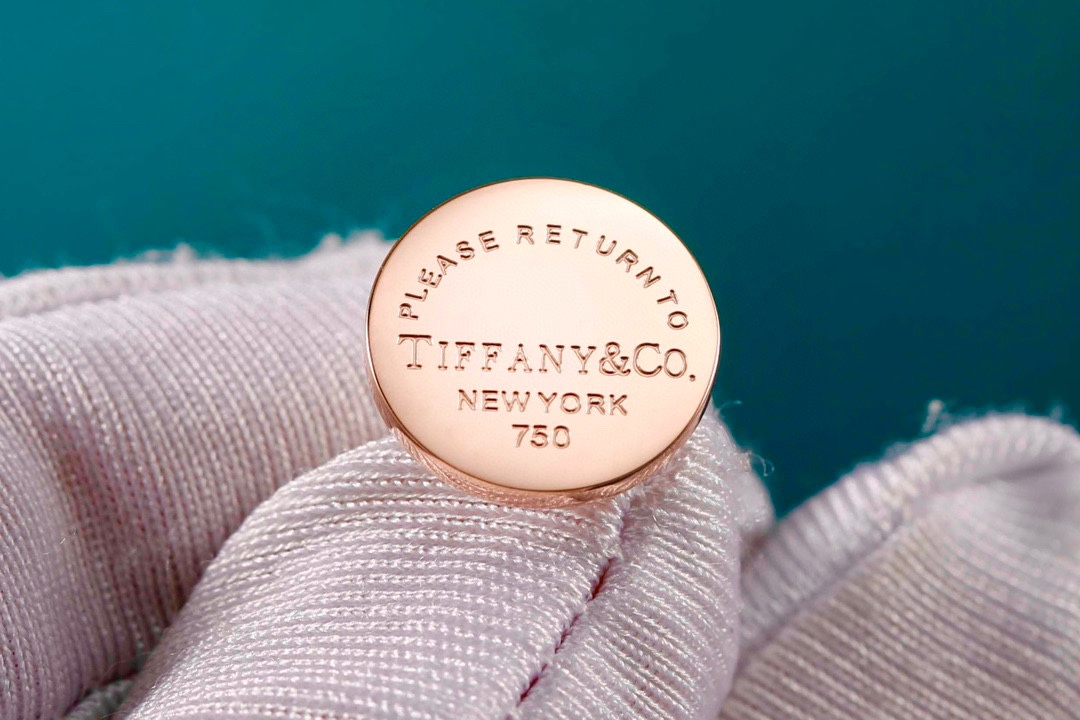 PLEASE RETURN TO
TIFFANY&CO.
NEW YORK
750